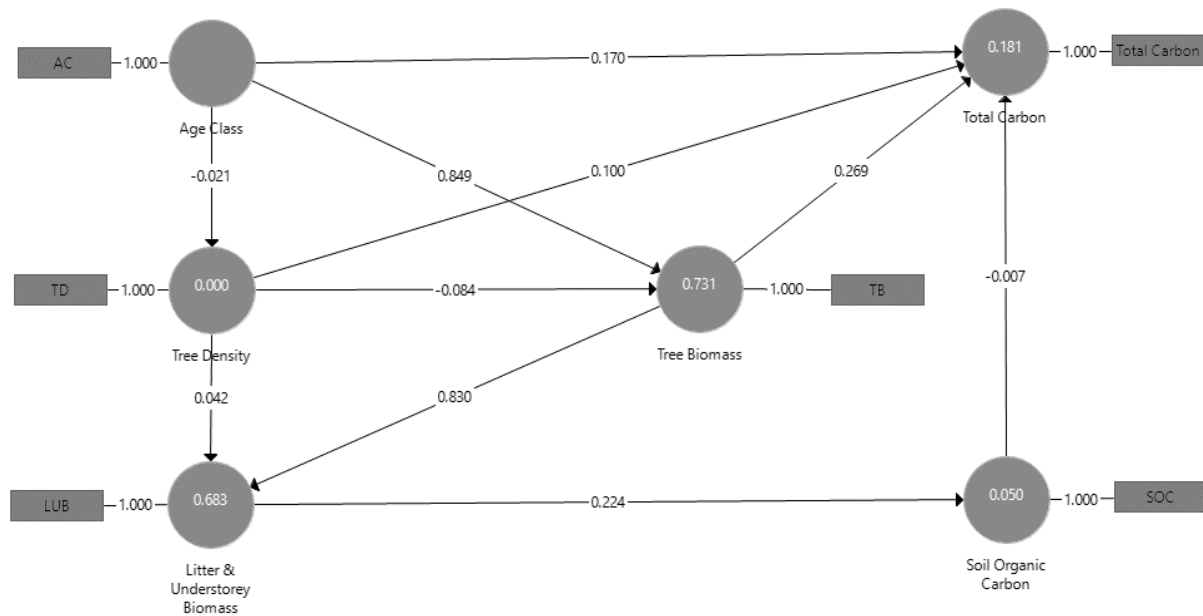 AC
1.000
Age Class
0.170
0.181
1.000
Total Carbon
Total Carbon
-0.021
0.849
0.100
0.269
TD
1.000
0.000
Tree Density
-0.084
0.731
1.000
TB
Tree Biomass
-0.007
0.042
0.830
LUB
1.000
0.683
Litter &
Understorey
Biomass
0.224
0.050
1.000
SOC
Soil Organic
Carbon